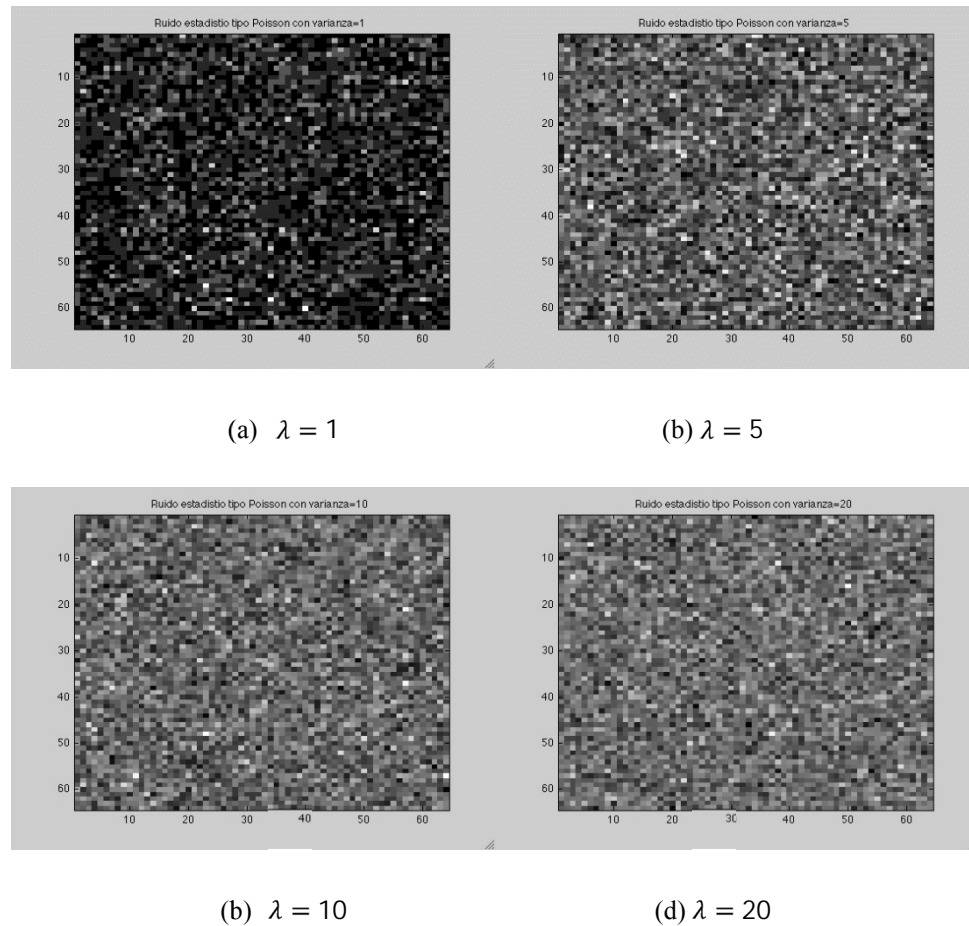 Ruido estadistio tipo Poisson con varianza=1
10
20
30
40
50
60
10 20 30 40 50 60
Ruido estadistio tipo Poisson con varianza=5
10
20
30
40
50
60
10 20 30 40 50 60
(a) λ = 1
(b) λ = 5
Ruido estadistio tipo Poisson con varianza=10
10
20
30
40
50
60
10 20 30 40 50 60
Ruido estadistio tipo Poisson con varianza=20
10
20
30
40
50
60
10 20 30 40 50 60
(b) λ = 10
(d) λ = 20